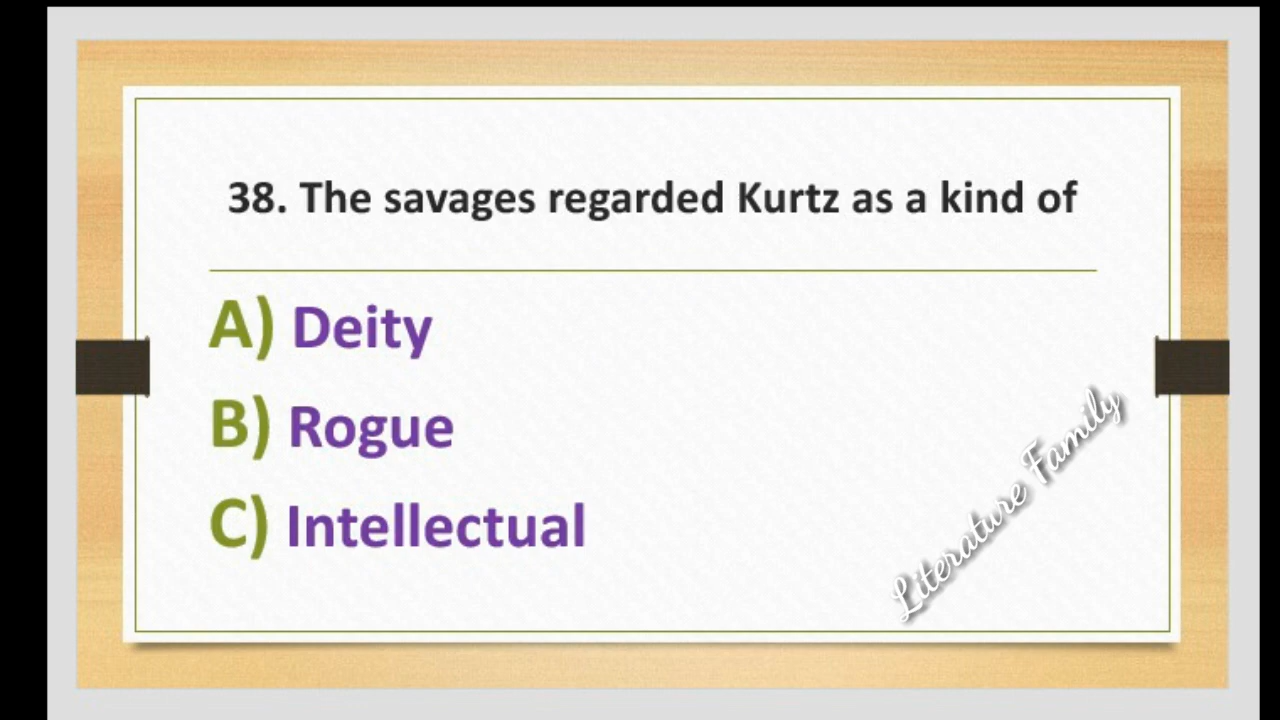 38. The savages regarded Kurtz as a kind of
A) Deity
B) Rogue
C) Intellectual
Literature Family